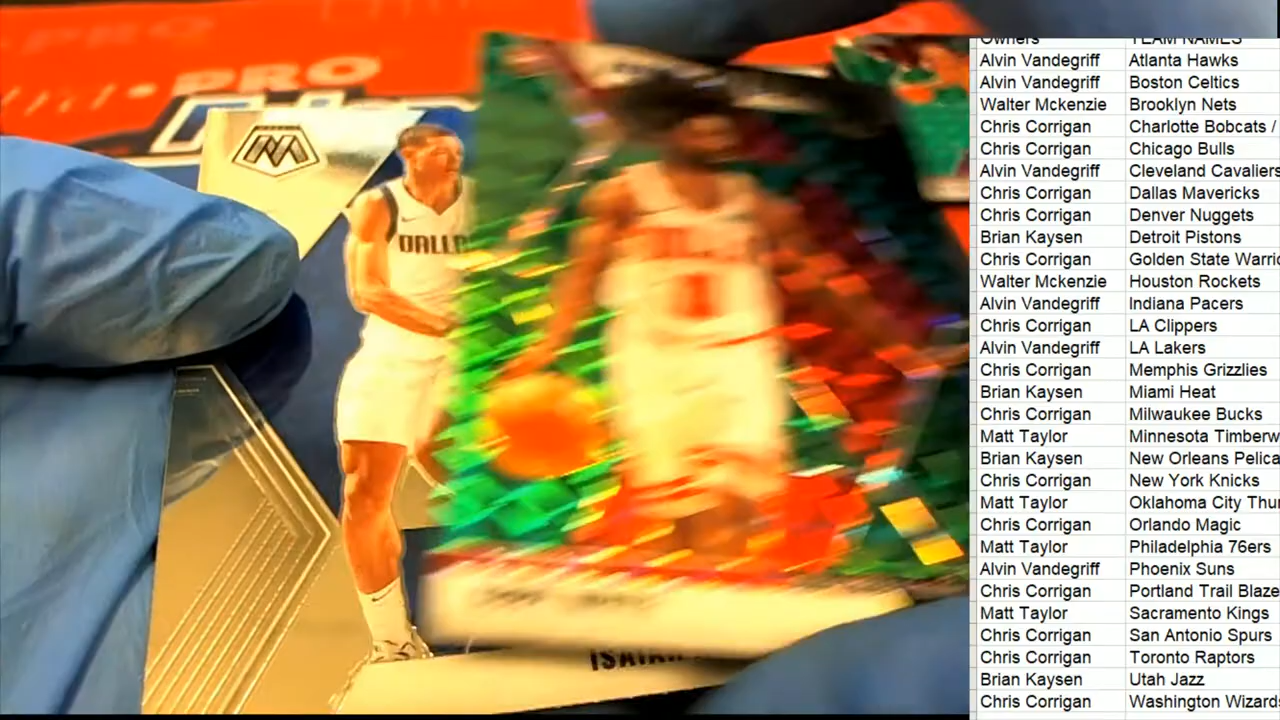 PRO
PRO
DALL
1
ISAIAH
Owners TEAM NAMES
Alvin Vandegriff Atlanta Hawks
Alvin Vandegriff Boston Celtics
Walter Mckenzie Brooklyn Nets
Chris Corrigan Charlotte Bobcats /
Chris Corrigan Chicago Bulls
Alvin Vandegriff Cleveland Cavaliers
Chris Corrigan Dallas Mavericks
Chris Corrigan Denver Nuggets
Brian Kaysen Detroit Pistons
Chris Corrigan Golden State Warri
Walter Mckenzie Houston Rockets
Alvin Vandegriff Indiana Pacers
Chris Corrigan LA Clippers
Alvin Vandegriff LA Lakers
Chris Corrigan Memphis Grizzlies
Brian Kaysen Miami Heat
Chris Corrigan Milwaukee Bucks
Matt Taylor Minnesota Timberw
Brian Kaysen New Orleans Pelica
Chris Corrigan New York Knicks
Matt Taylor Oklahoma City Thu
Chris Corrigan Orlando Magic
Matt Taylor Philadelphia 76ers
Alvin Vandegriff Phoenix Suns
Chris Corrigan Portland Trail Blaze
Matt Taylor Sacramento Kings
Chris Corrigan San Antonio Spurs
Chris Corrigan Toronto Raptors
Brian Kaysen Utah Jazz
Chris Corrigan Washington Wizard